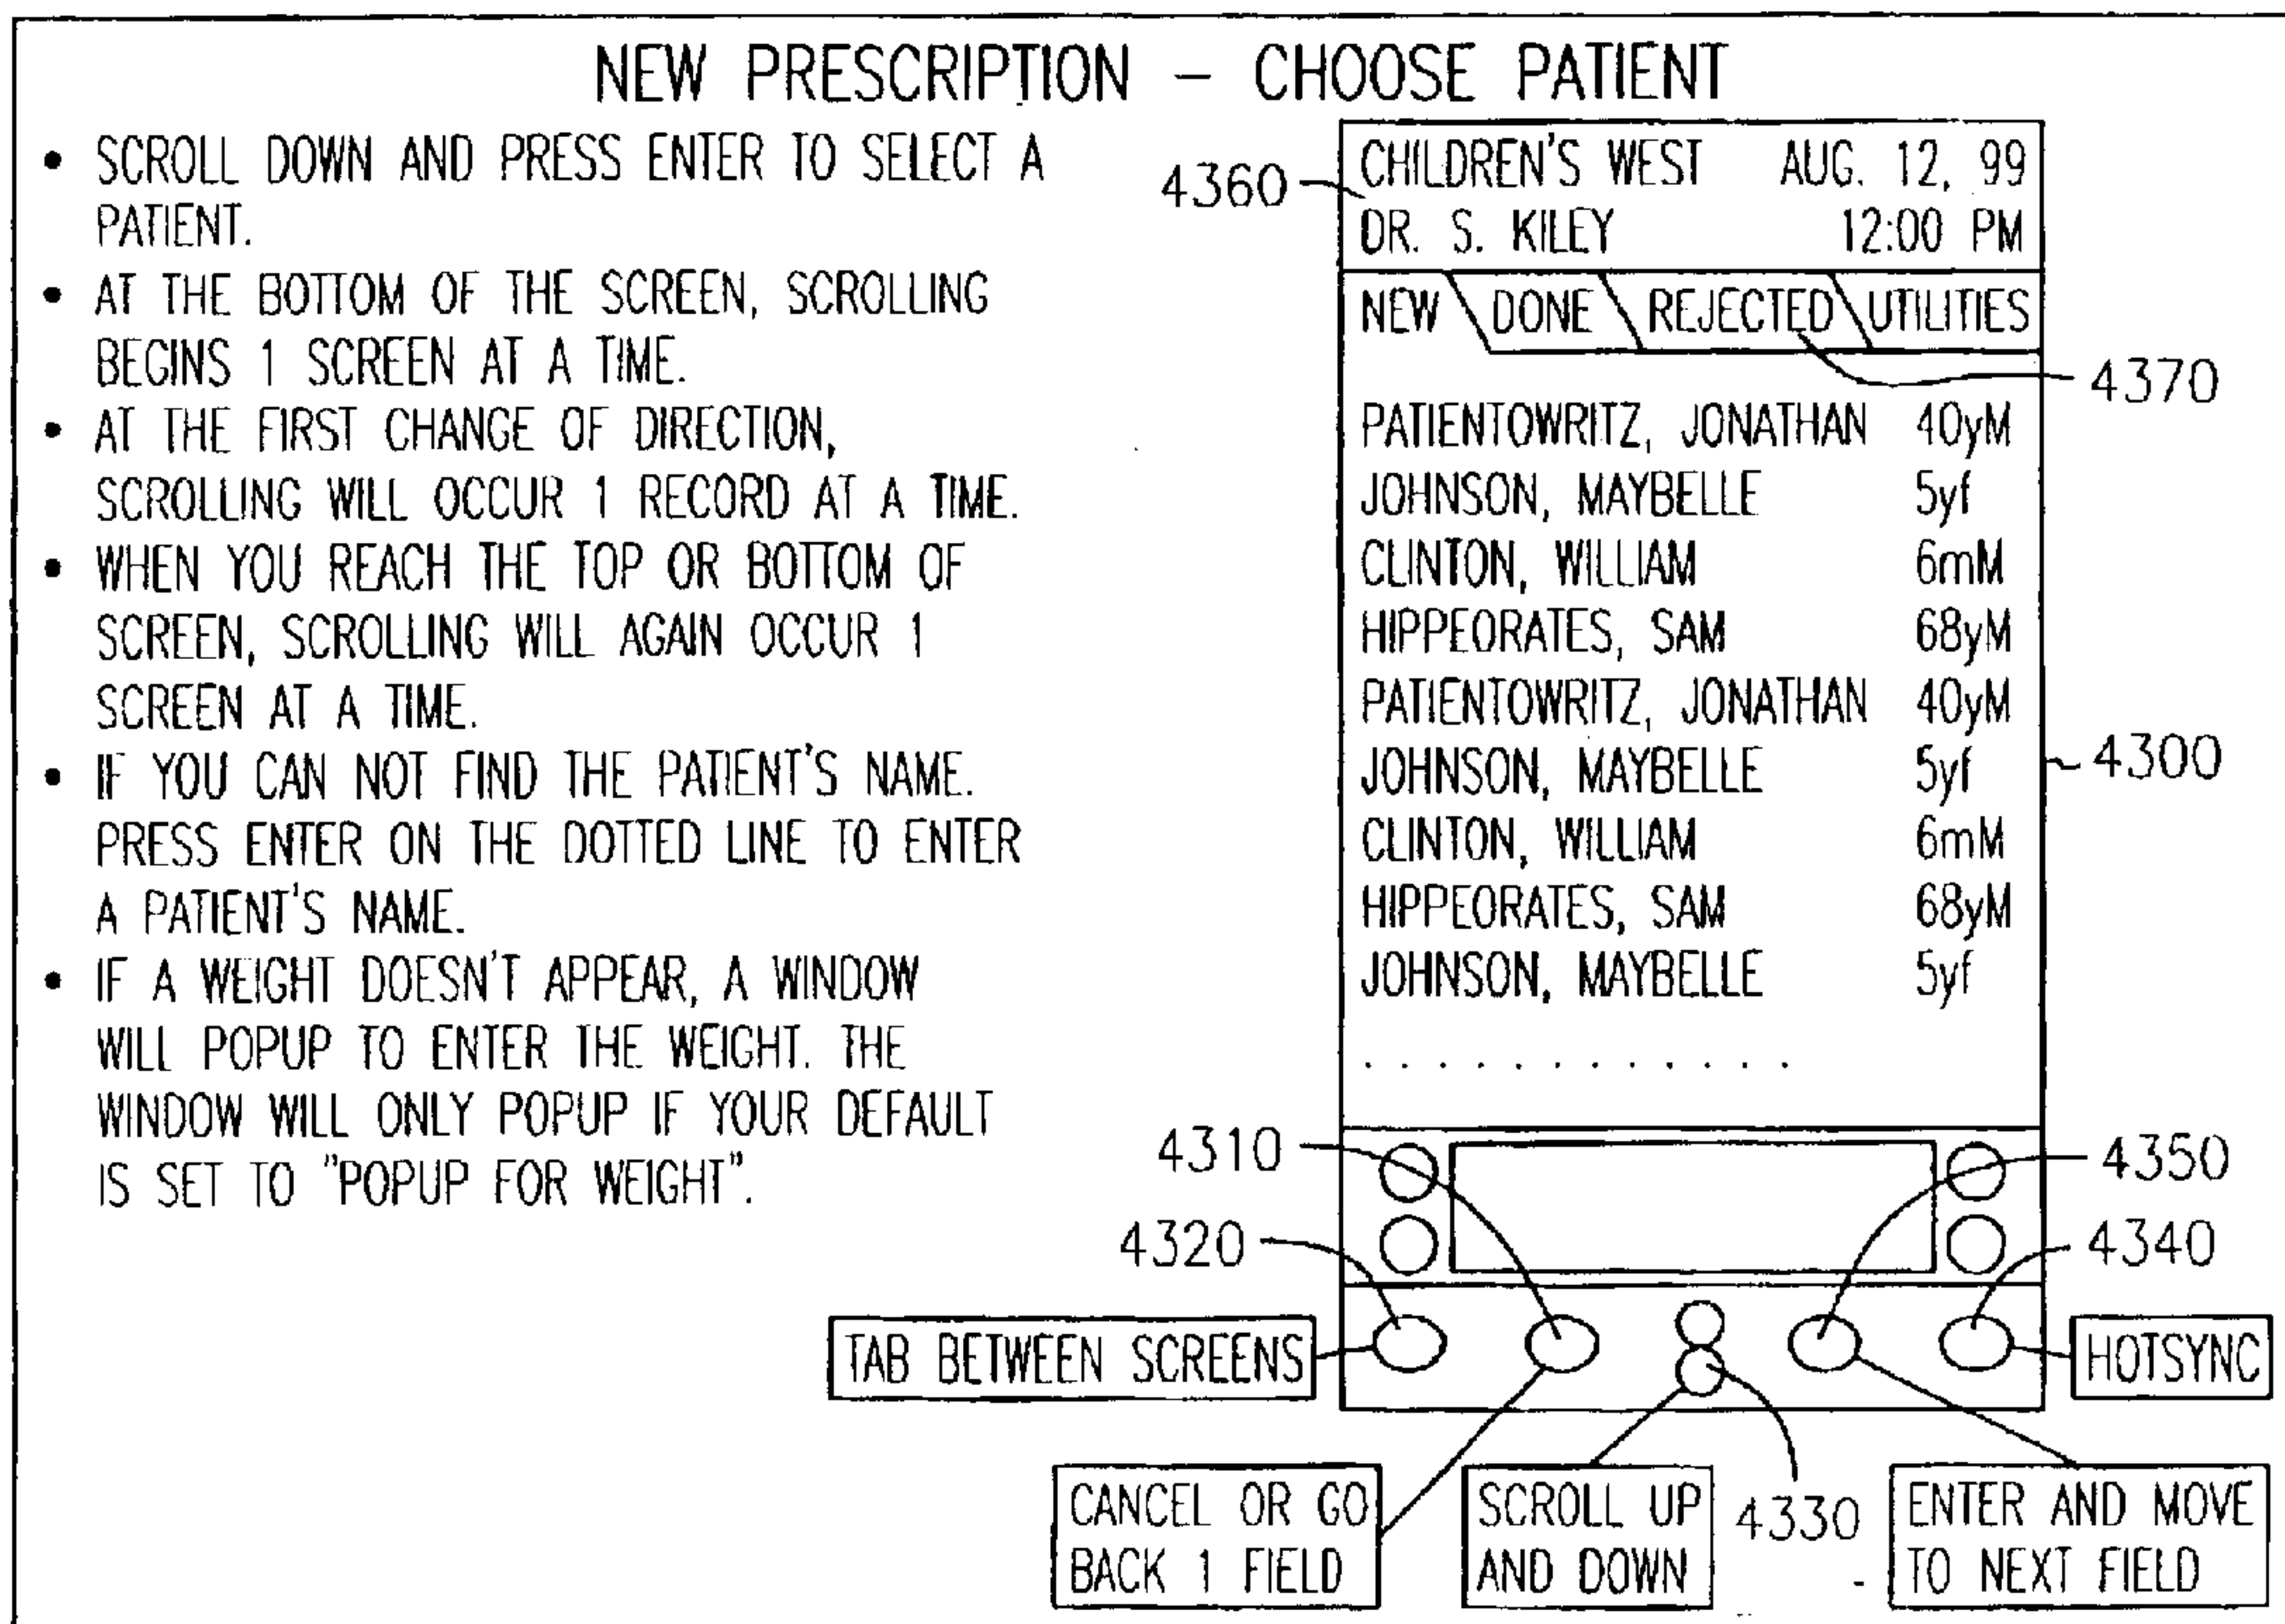 NEW PRESCRIPTION – CHOOSE PATIENT
• SCROLL DOWN AND PRESS ENTER TO SELECT A
PATIENT.
• AT THE BOTTOM OF THE SCREEN, SCROLLING
BEGINS 1 SCREEN AT A TIME.
• AT THE FIRST CHANGE OF DIRECTION,
SCROLLING WILL OCCUR 1 RECORD AT A TIME.
• WHEN YOU REACH THE TOP OR BOTTOM OF
SCREEN, SCROLLING WILL AGAIN OCCUR 1
SCREEN AT A TIME.
• IF YOU CAN NOT FIND THE PATIENT'S NAME.
PRESS ENTER ON THE DOTTED LINE TO ENTER
A PATIENT'S NAME.
• IF A WEIGHT DOESN'T APPEAR, A WINDOW
WILL POPUP TO ENTER THE WEIGHT. THE
WINDOW WILL ONLY POPUP IF YOUR DEFAULT
IS SET TO "POPUP FOR WEIGHT".
4360
CHILDREN'S WEST AUG. 12, 99
DR. S. KILEY 12:00 PM
NEW DONE REJECTED UTILITIES
4370
PATIENTOWRITZ, JONATHAN 40yM
JOHNSON, MAYBELLE 5yf
CLINTON, WILLIAM 6mM
HIPPEORATES, SAM 68yM
PATIENTOWRITZ, JONATHAN 40yM
JOHNSON, MAYBELLE 5yf
4300
CLINTON, WILLIAM 6mM
HIPPEORATES, SAM 68yM
JOHNSON, MAYBELLE 5yf
. . . . . . . . . . . .
4310
4350
4320
4340
TAB BETWEEN SCREENS
HOTSYNC
CANCEL OR GO
BACK 1 FIELD
SCROLL UP
AND DOWN
4330
ENTER AND MOVE
TO NEXT FIELD